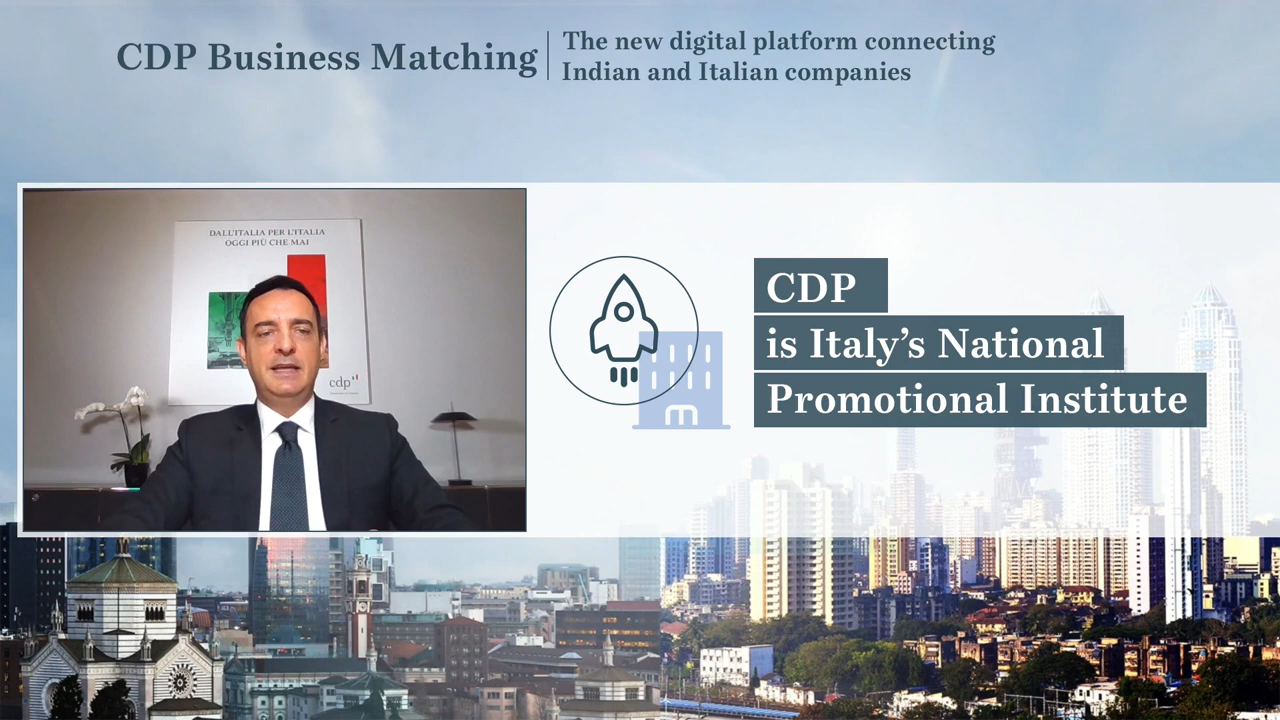 CDP Business Matching
The new digital platform connecting
Indian and Italian companies
DALL'ITALIA PER L'ITALIA
OGGI PIÙ CHE MAI
cdp
CDP
is Italy's National
Promotional Institute